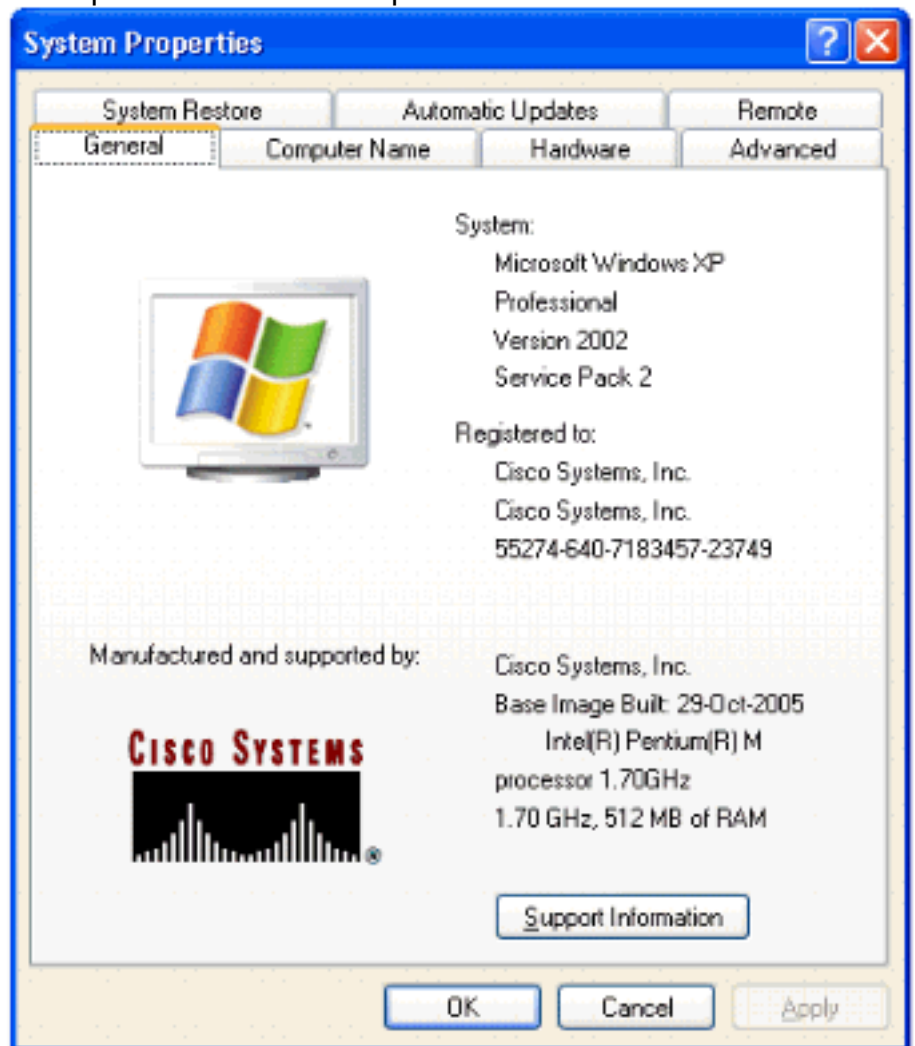 System Properties
System Restore Automatic Updates Remote
General Computer Name Hardware Advanced
System:
Microsoft Windows XP
Professional
Version 2002
Service Pack 2
Registered to:
Cisco Systems, Inc.
Cisco Systems, Inc.
55274-640-7183457-23749
Manufactured and supported by:
Cisco Systems, Inc.
Base Image Built: 29-Oct-2005
Intel(R) Pentium(R) M
processor 1.70GHz
1.70 GHz, 512 MB of RAM
CISCO SYSTEMS
®
Support Information
OK Cancel Apply